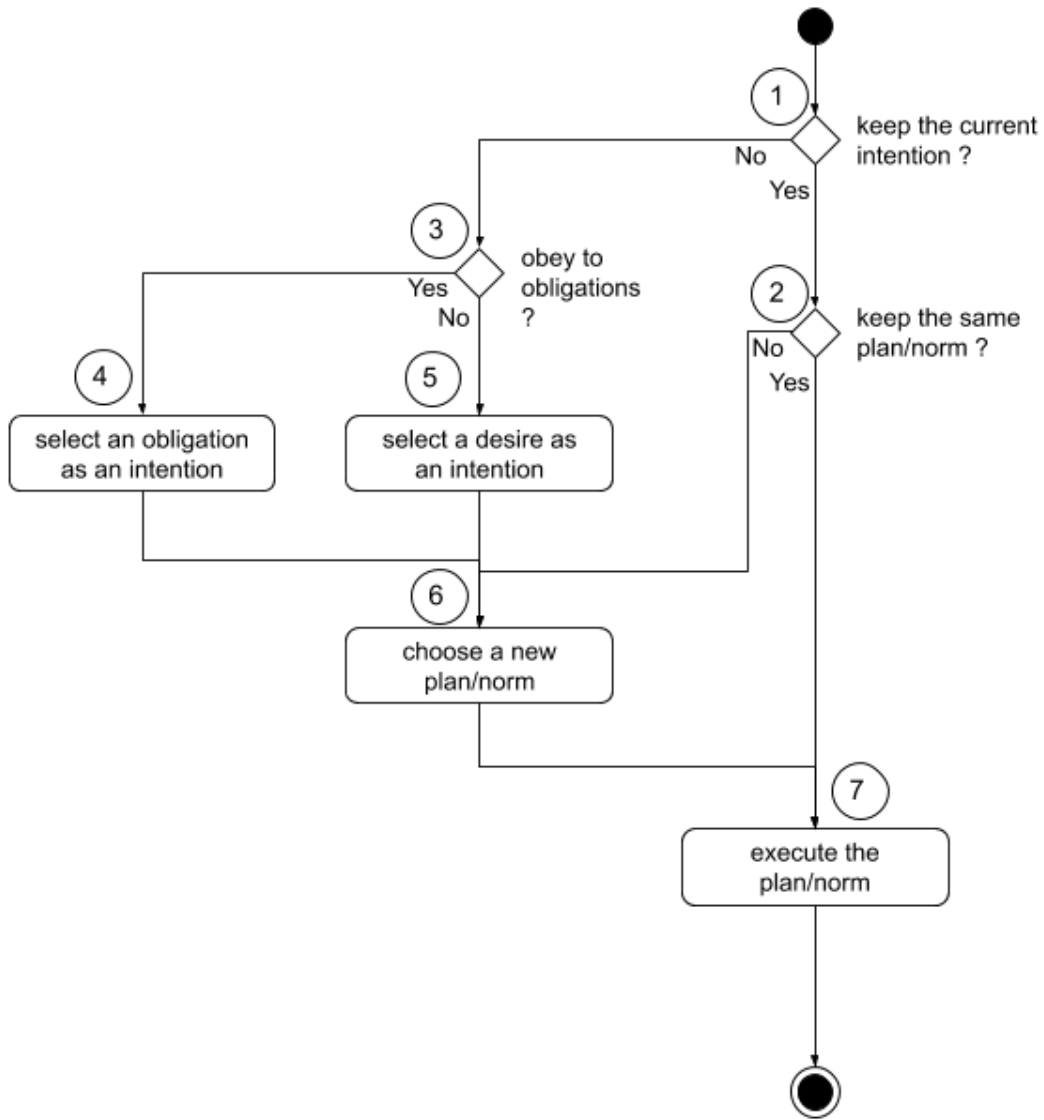 1
keep the current
intention ?
No
Yes
3
obey to
obligations
?
Yes
No
2
keep the same
plan/norm ?
No
Yes
4
select an obligation
as an intention
5
select a desire as
an intention
6
choose a new
plan/norm
7
execute the
plan/norm